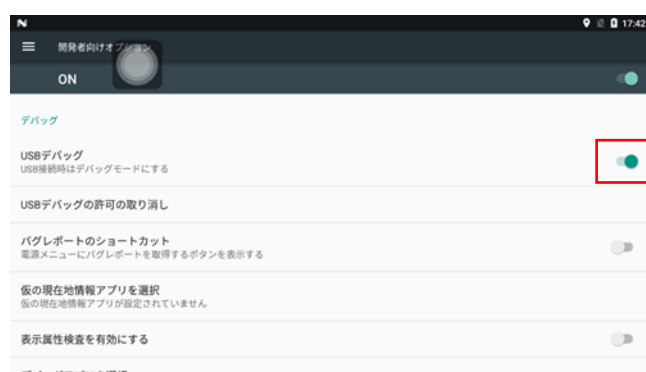 17:42
開発者向けオプション
ON
デバッグ
USBデバッグ
USB接続時はデバッグモードにする
USBデバッグの許可の取り消し
バグレポートのショートカット
電源メニューにバグレポートを取得するボタンを表示する
仮の現在地情報アプリを選択
仮の現在地情報アプリが設定されていません
表示属性検査を有効にする